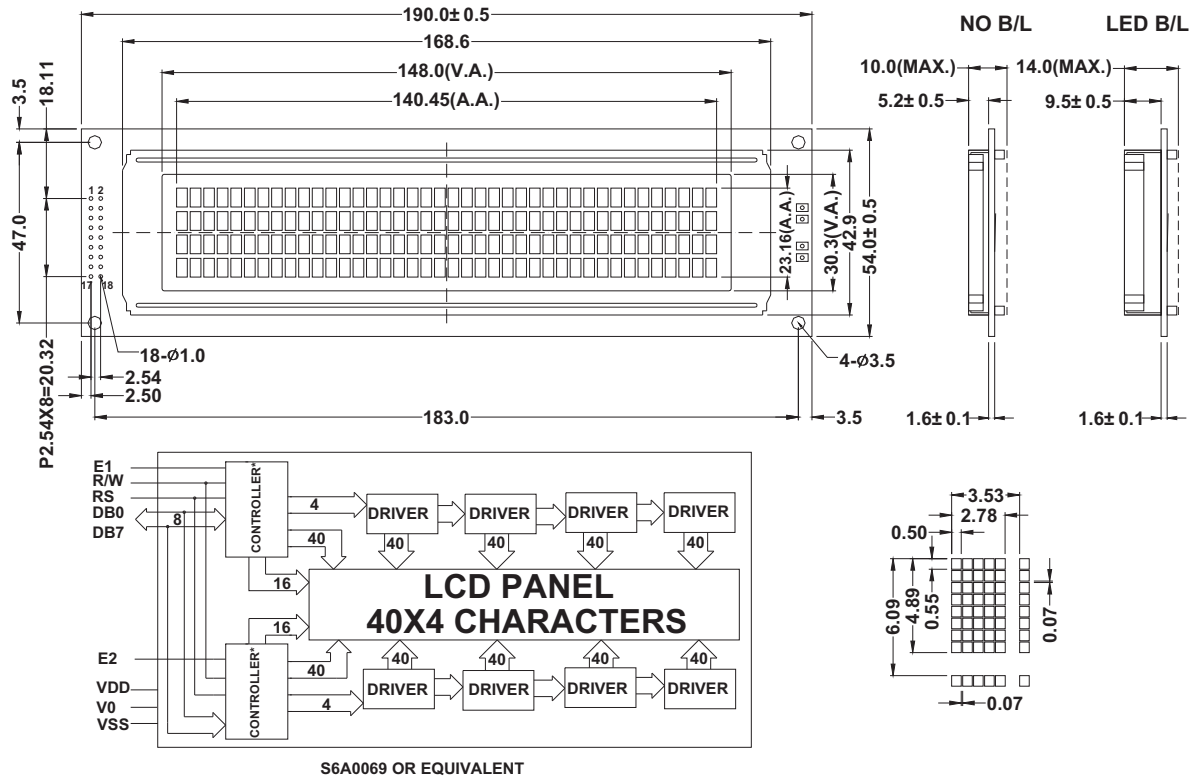 190.0± 0.5
168.6
148.0(V.A.)
140.45(A.A.)
3.5
18.11
47.0
P2.54X8=20.32
1 2
17 18
18-ø1.0
2.54
2.50
183.0
3.5
4-ø3.5
23.16(A.A.)
30.3(V.A.)
42.9
54.0± 0.5
NO B/L
LED B/L
10.0(MAX.)
14.0(MAX.)
5.2± 0.5
9.5± 0.5
1.6± 0.1
1.6± 0.1
E1
R/W
RS
DB0
DB7
8
E2
VDD
V0
VSS
CONTROLLER*
4
40
16
DRIVER
DRIVER
DRIVER
DRIVER
40
40
40
40
LCD PANEL
40X4 CHARACTERS
CONTROLLER*
16
40
4
40
40
40
40
DRIVER
DRIVER
DRIVER
DRIVER
S6A0069 OR EQUIVALENT
3.53
2.78
0.50
6.09
4.89
0.55
0.07
0.07